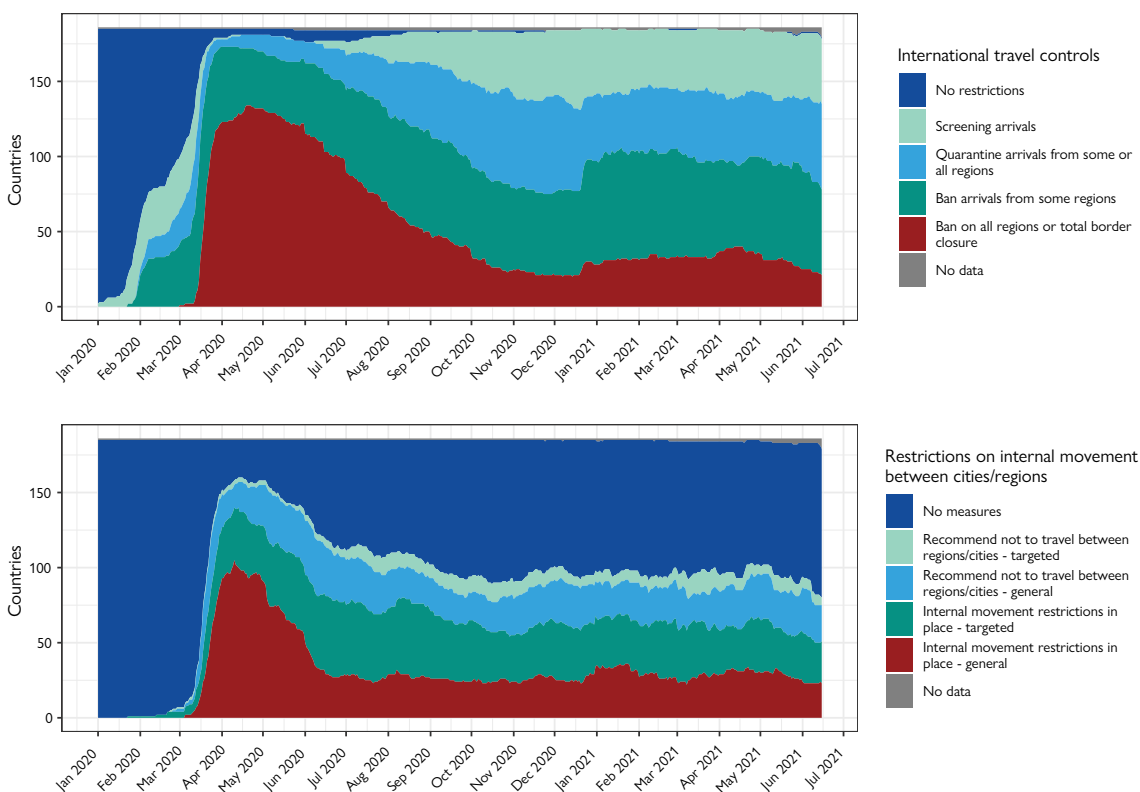 Countries
150
100
50
0
Jan 2020
Feb 2020
Mar 2020
Apr 2020
May 2020
Jun 2020
Jul 2020
Aug 2020
Sep 2020
Oct 2020
Nov 2020
Dec 2020
Jan 2021
Feb 2021
Mar 2021
Apr 2021
May 2021
Jun 2021
Jul 2021
International travel controls
No restrictions
Screening arrivals
Quarantine arrivals from some or
all regions
Ban arrivals from some regions
Ban on all regions or total border
closure
No data
Countries
150
100
50
0
Jan 2020
Feb 2020
Mar 2020
Apr 2020
May 2020
Jun 2020
Jul 2020
Aug 2020
Sep 2020
Oct 2020
Nov 2020
Dec 2020
Jan 2021
Feb 2021
Mar 2021
Apr 2021
May 2021
Jun 2021
Jul 2021
Restrictions on internal movement
between cities/regions
No measures
Recommend not to travel between
regions/cities - targeted
Recommend not to travel between
regions/cities - general
Internal movement restrictions in
place - targeted
Internal movement restrictions in
place - general
No data